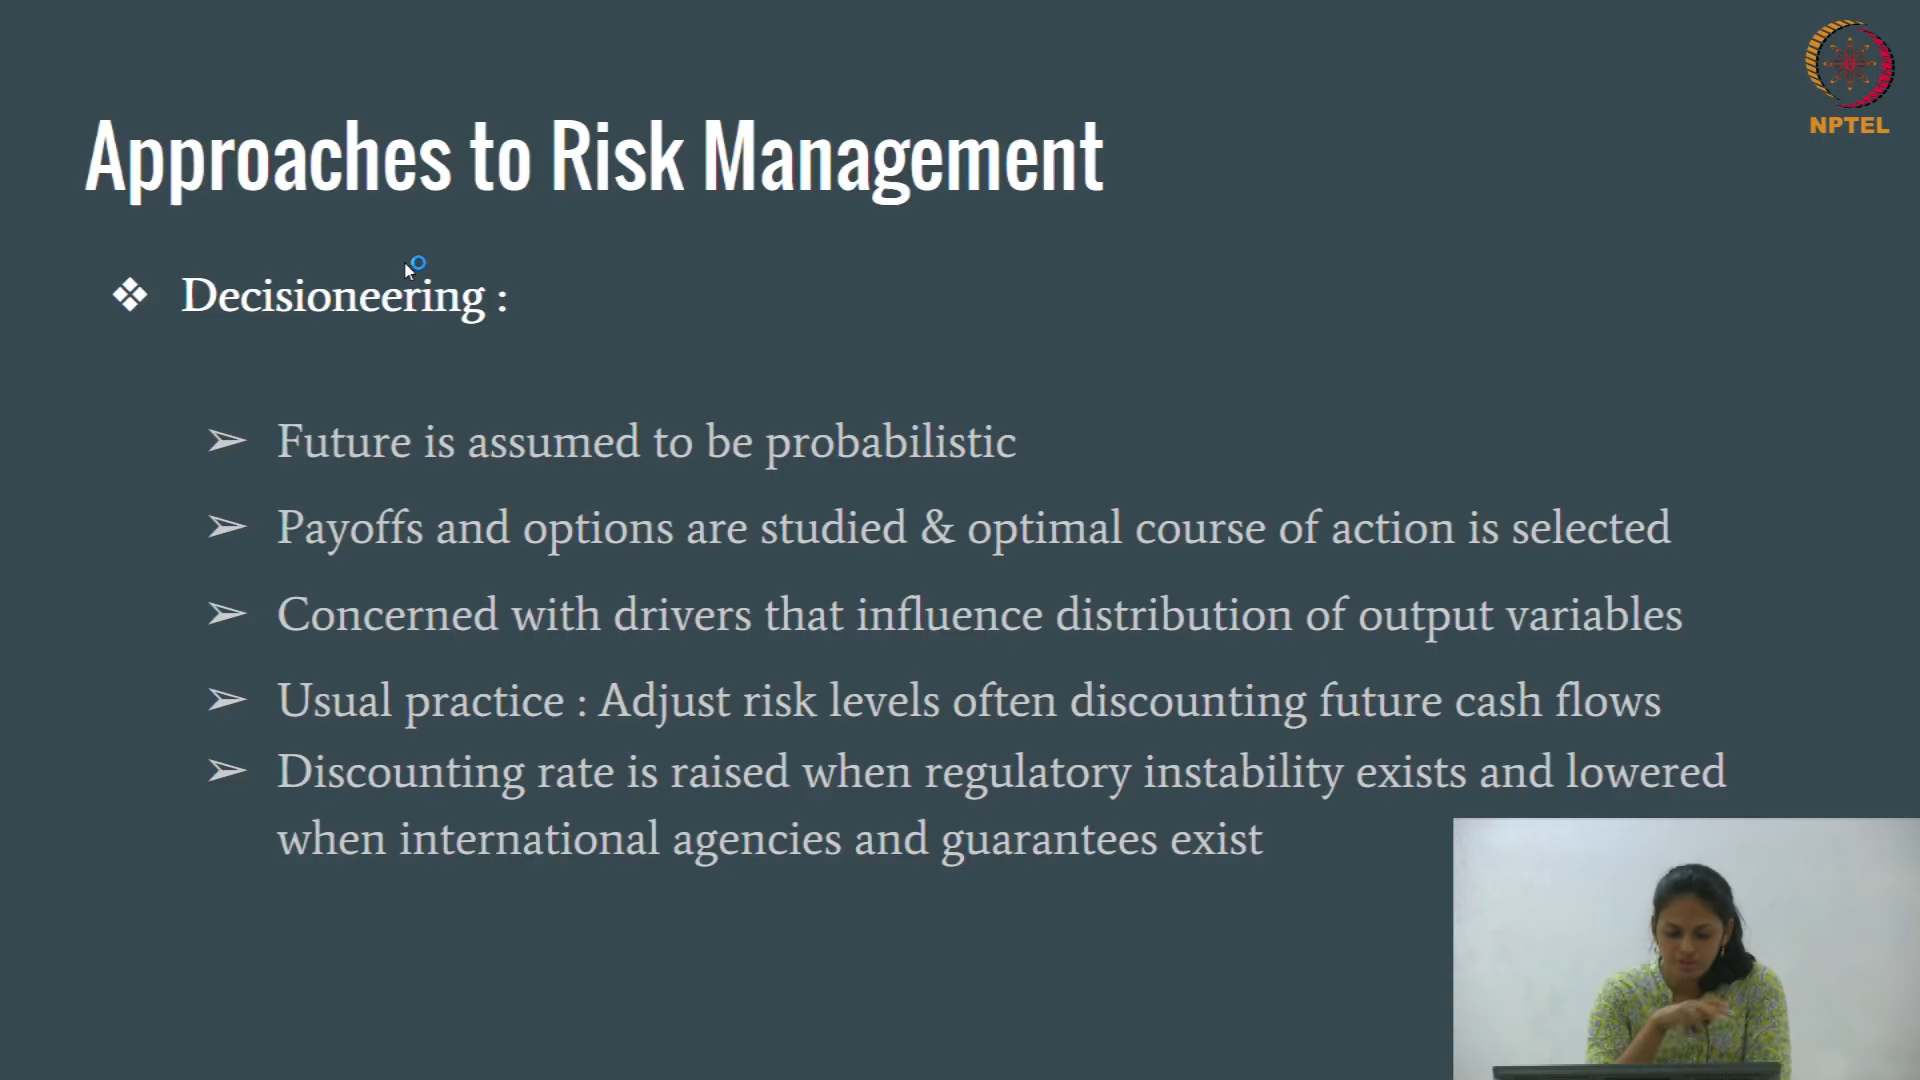 NPTEL
Approaches to Risk Management
❖ Decisioneering :
➢ Future is assumed to be probabilistic
➢ Payoffs and options are studied & optimal course of action is selected
➢ Concerned with drivers that influence distribution of output variables
➢ Usual practice : Adjust risk levels often discounting future cash flows
➢ Discounting rate is raised when regulatory instability exists and lowered
when international agencies and guarantees exist